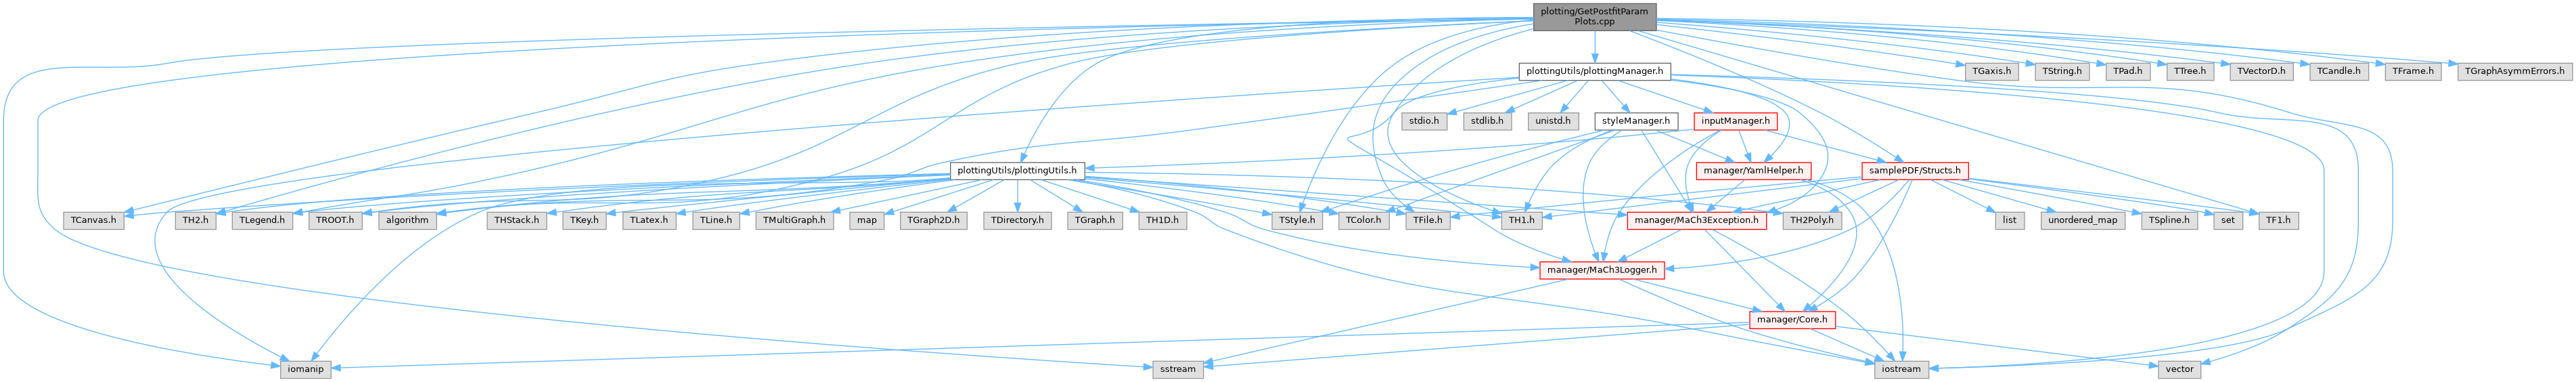 plotting/GetPostfitParam
Plots.cpp
plottingUtils/plottingManager.h
TGaxis.h
TString.h
TPad.h
TTree.h
TVectorD.h
TCandle.h
TFrame.h
TGraphAsymmErrors.h
stdio.h
stdlib.h
unistd.h
styleManager.h
inputManager.h
plottingUtils/plottingUtils.h
manager/YamlHelper.h
samplePDF/Structs.h
TCanvas.h
TH2.h
TLegend.h
TROOT.h
algorithm
THStack.h
TKey.h
TLatex.h
TLine.h
TMultiGraph.h
map
TGraph2D.h
TDirectory.h
TGraph.h
TH1D.h
TStyle.h
TColor.h
TFile.h
TH1.h
manager/MaCh3Exception.h
TH2Poly.h
list
unordered_map
TSpline.h
set
TF1.h
manager/MaCh3Logger.h
manager/Core.h
iomanip
sstream
iostream
vector